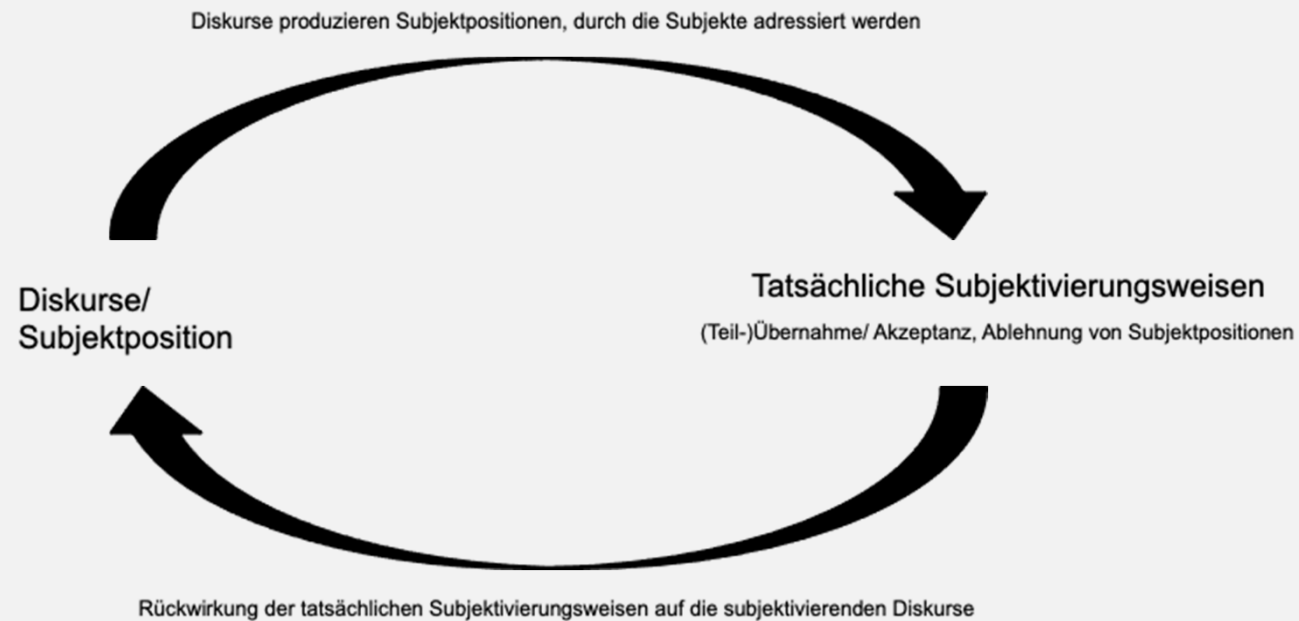 Diskurse produzieren Subjektpositionen, durch die Subjekte adressiert werden
Diskurse/
Subjektposition
Tatsächliche Subjektivierungsweisen
(Teil-)Übernahme/ Akzeptanz, Ablehnung von Subjektpositionen
Rückwirkung der tatsächlichen Subjektivierungsweisen auf die subjektivierenden Diskurse